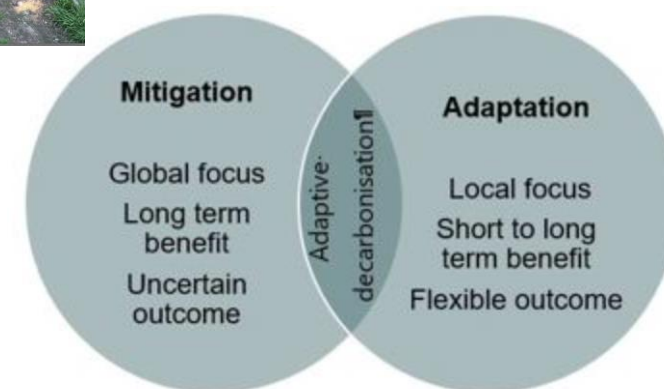 Mitigation
Global focus
Long term
benefit
Uncertain
outcome
Adaptive·
decarbonisation¶
Adaptation
Local focus
Short to long
term benefit
Flexible outcome